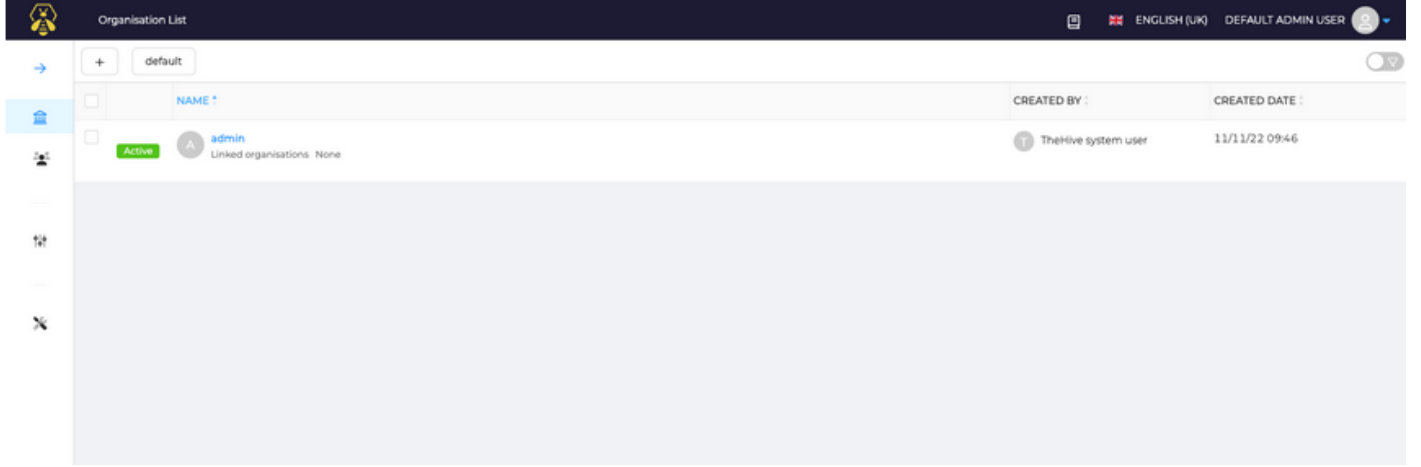 Organisation List
ENGLISH (UK) DEFAULT ADMIN USER
+ default
NAME CREATED BY CREATED DATE
Active A admin T TheHive system user 11/11/22 09:46
Linked organisations None